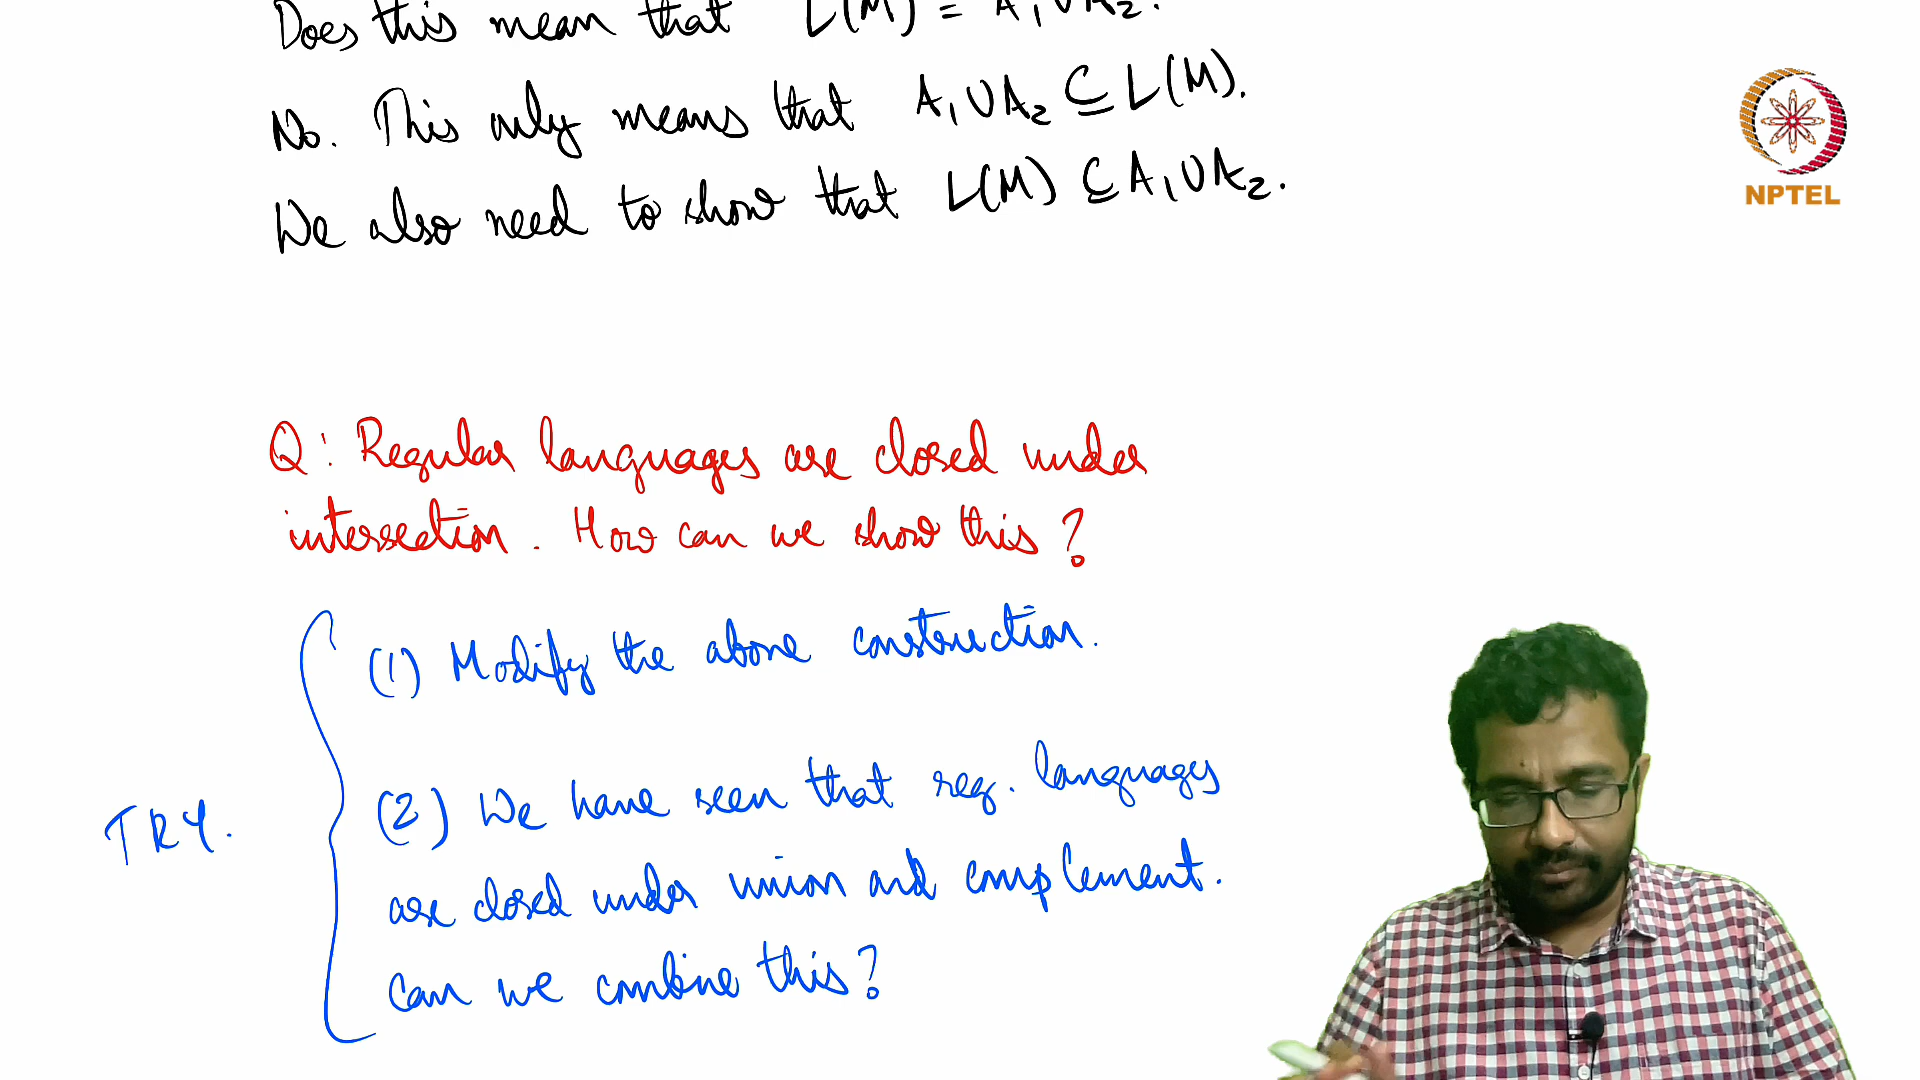 Does this mean that L(M) = A₁∪A₂.
No. This only means that A₁∪A₂ ⊆ L(M).
We also need to show that L(M) ⊆ A₁∪A₂.
NPTEL
Q: Regular languages are closed under
intersection. How can we show this?
(1) Modify the above construction.
TRY.
(2) We have seen that reg. languages
are closed under union and complement.
Can we combine this?